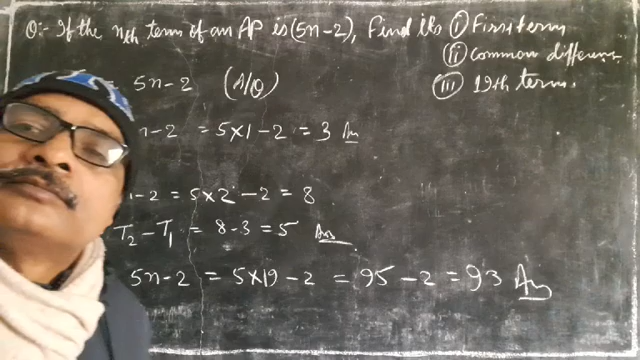 Q:- If the nth term of an AP is (5n-2), Find its (i) First term
(ii) common difference
(iii) 19th term.
= 5n-2 (A/Q)
n-2 = 5×1-2 = 3 Ans
-2 = 5×2-2 = 8
T₂-T₁ = 8-3 = 5 Ans
5n-2 = 5×19-2 = 95-2 = 93 Ans